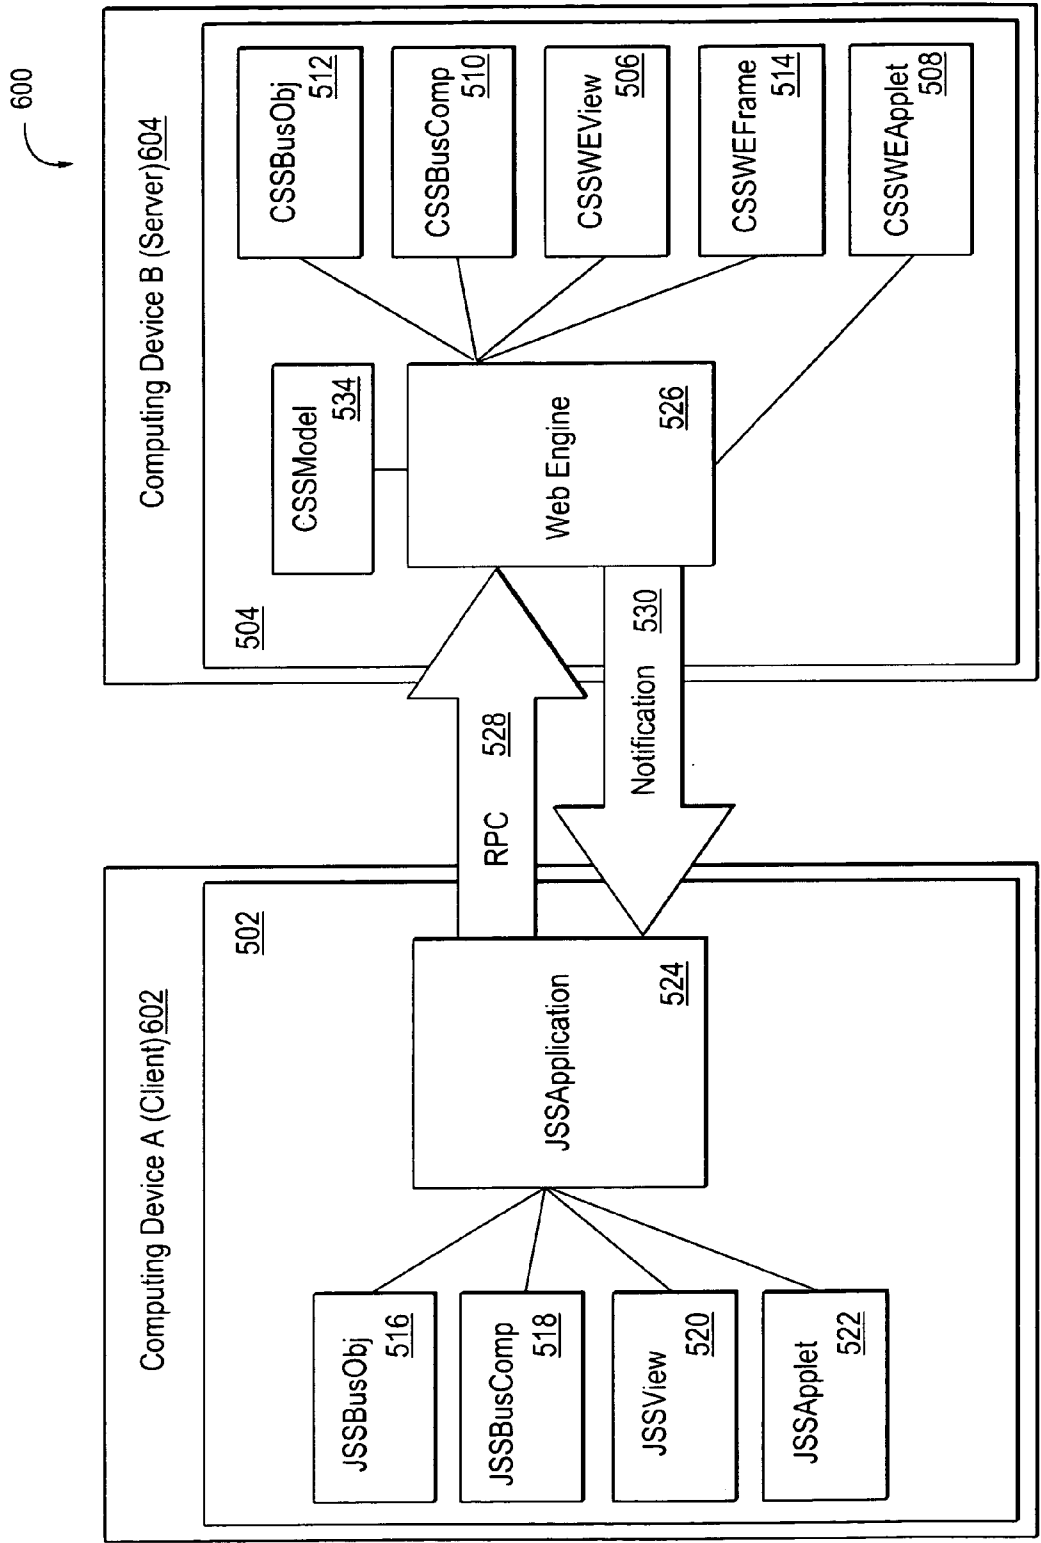 600
Computing Device A (Client)602
502
JSSBusObj
516
JSSBusComp
518
JSSView
520
JSSApplet
522
JSSApplication
524
RPC
528
Notification
530
Computing Device B (Server)604
504
CSSModel
534
Web Engine
526
CSSBusObj
512
CSSBusComp
510
CSSWEView
506
CSSWEFrame
514
CSSWEApplet
508